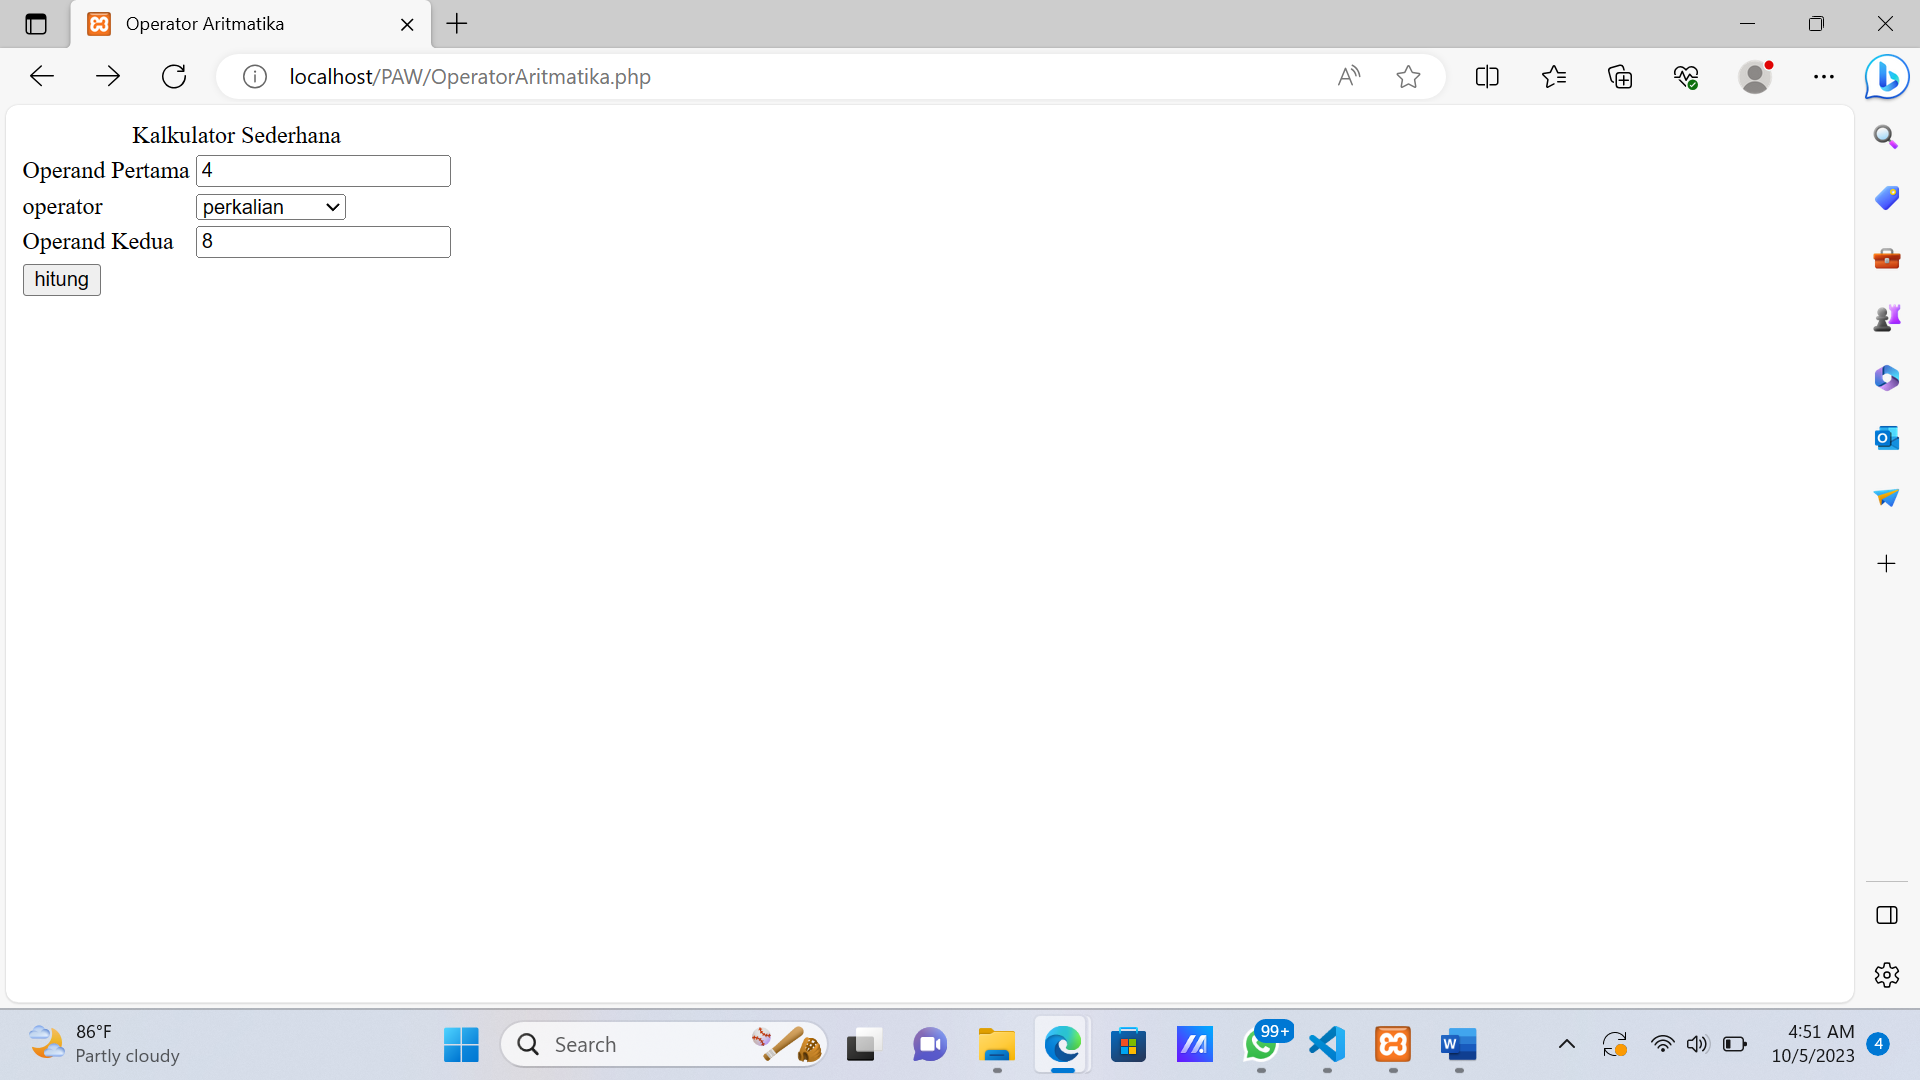 Operator Aritmatika
localhost/PAW/OperatorAritmatika.php
Kalkulator Sederhana
Operand Pertama 4
operator perkalian
Operand Kedua 8
hitung
86°F
Partly cloudy
Search
99+
4:51 AM
10/5/2023
4